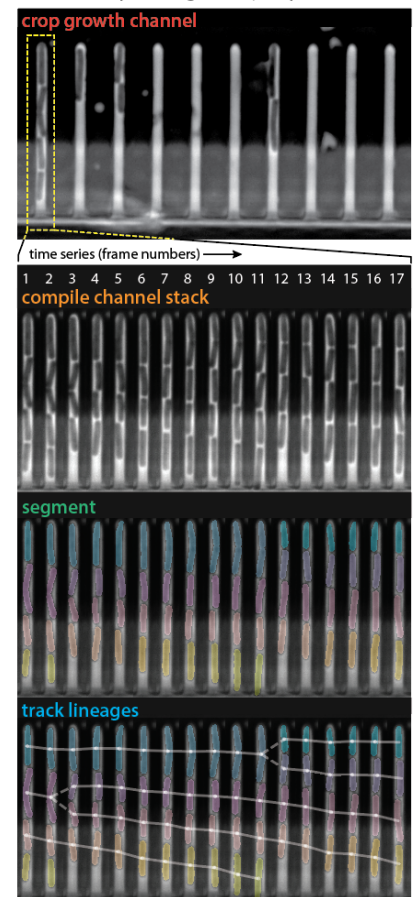 crop growth channel
time series (frame numbers)
1 2 3 4 5 6 7 8 9 10 11 12 13 14 15 16 17
compile channel stack
segment
track lineages